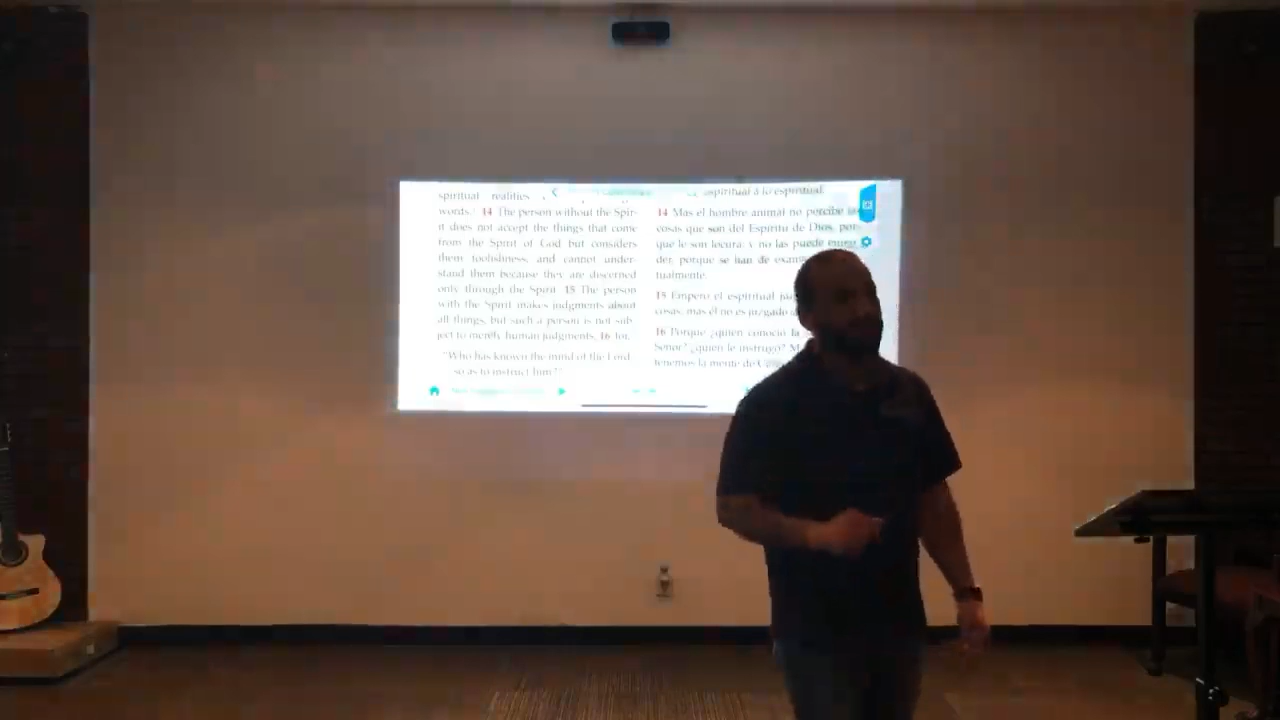 spiritual realities
words. 14 The person without the Spir-
it does not accept the things that come
from the Spirit of God but considers
them foolishness, and cannot under-
stand them because they are discerned
only through the Spirit. 15 The person
with the Spirit makes judgments about
all things, but such a person is not sub-
ject to merely human judgments, 16 for,
"Who has known the mind of the Lord
so as to instruct him?"
espiritual á lo espiritual.
14 Mas el hombre animal no percibe las
cosas que son del Espíritu de Dios, por-
que le son locura: y no las puede enten-
der, porque se han de
tualmente.
15 Empero el espiritual
cosas; mas él no es juzgado
16 Porque ¿quién conoció la
Señor? ¿quién le instruyó?
tenemos la mente de